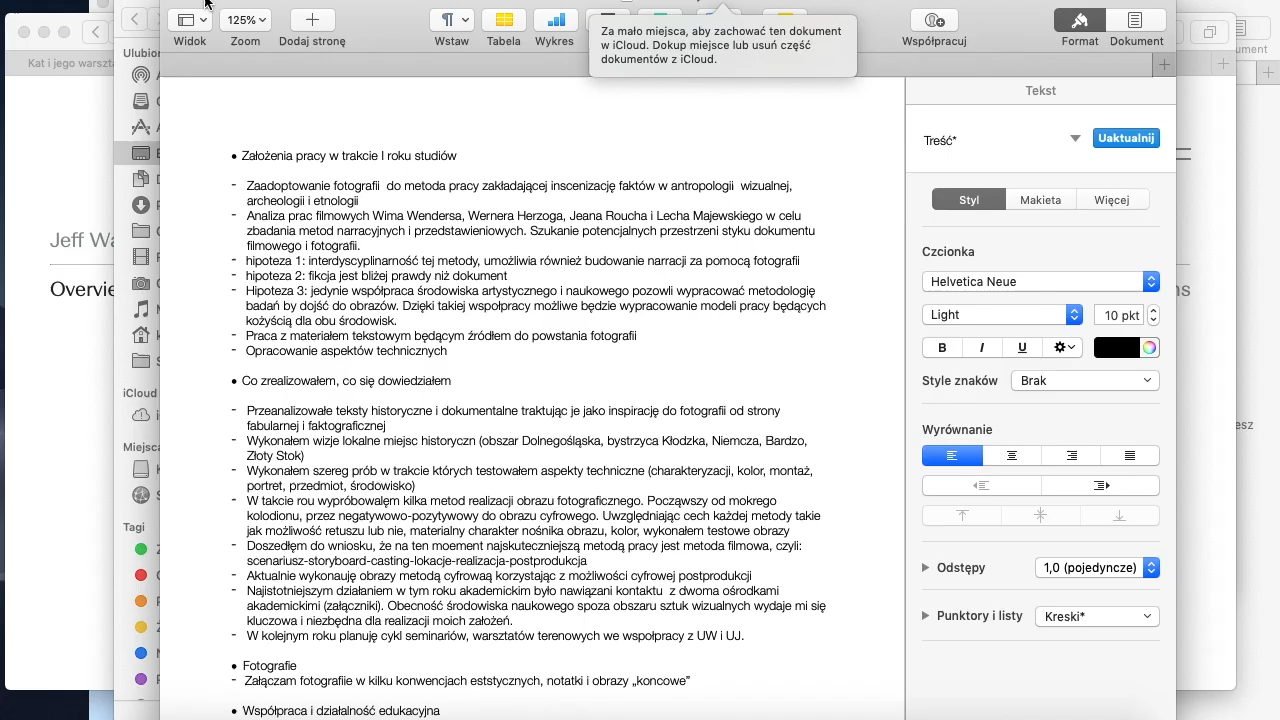 125%
Widok
Zoom
Dodaj stronę
Wstaw
Tabela
Wykres
Współpracuj
Format
Dokument
Za mało miejsca, aby zachować ten dokument
w iCloud. Dokup miejsce lub usuń część
dokumentów z iCloud.
Kat i jego warszta
Ulubior
iCloud
Miejsca
Tagi
Jeff Wa
Overvie
• Założenia pracy w trakcie I roku studiów
- Zaadoptowanie fotografii do metoda pracy zakładającej inscenizację faktów w antropologii wizualnej,
archeologii i etnologii
- Analiza prac filmowych Wima Wendersa, Wernera Herzoga, Jeana Roucha i Lecha Majewskiego w celu
zbadania metod narracyjnych i przedstawieniowych. Szukanie potencjalnych przestrzeni styku dokumentu
filmowego i fotografii.
- hipoteza 1: interdyscyplinarność tej metody, umożliwia również budowanie narracji za pomocą fotografii
- hipoteza 2: fikcja jest bliżej prawdy niż dokument
- Hipoteza 3: jedynie współpraca środowiska artystycznego i naukowego pozowli wypracować metodologię
badań by dojść do obrazów. Dzięki takiej wspołpracy możliwe będzie wypracowanie modeli pracy będących
kożyścią dla obu środowisk.
- Praca z materiałem tekstowym będącym źródłem do powstania fotografii
- Opracowanie aspektów technicznych
• Co zrealizowałem, co się dowiedziałem
- Przeanalizowałe teksty historyczne i dokumentalne traktując je jako inspirację do fotografii od strony
fabularnej i faktograficznej
- Wykonałem wizje lokalne miejsc historyczn (obszar Dolnegośląska, bystrzyca Kłodzka, Niemcza, Bardzo,
Złoty Stok)
- Wykonałem szereg prób w trakcie których testowałem aspekty techniczne (charakteryzacji, kolor, montaż,
portret, przedmiot, środowisko)
- W takcie rou wypróbowałęm kilka metod realizacji obrazu fotograficznego. Począwszy od mokrego
kolodionu, przez negatywowo-pozytywowy do obrazu cyfrowego. Uwzględniając cech każdej metody takie
jak możliwość retuszu lub nie, materialny charakter nośnika obrazu, kolor, wykonałem testowe obrazy
- Doszedłęm do wniosku, że na ten moement najskuteczniejszą metodą pracy jest metoda filmowa, czyli:
scenariusz-storyboard-casting-lokacje-realizacja-postprodukcja
- Aktualnie wykonaję obrazy metodą cyfrowaą korzystając z możliwości cyfrowej postprodukcji
- Najistotniejszym działaniem w tym roku akademickim było nawiązani kontaktu z dwoma ośrodkami
akademickimi (załączniki). Obecność środowiska naukowego spoza obszaru sztuk wizualnych wydaje mi się
kluczowa i niezbędna dla realizacji moich założeń.
- W kolejnym roku planuję cykl seminariów, warsztatów terenowych we wspołpracy z UW i UJ.
• Fotografie
- Załączam fotografiie w kilku konwencjach eststycznych, notatki i obrazy „koncowe”
• Współpraca i działalność edukacyjna
Tekst
Treść*
Uaktualnij
Styl
Makieta
Więcej
Czcionka
Helvetica Neue
Light
10 pkt
B I U
Style znaków
Brak
Wyrównanie
Odstępy
1,0 (pojedyncze)
Punktory i listy
Kreski*
ument
ns
esz